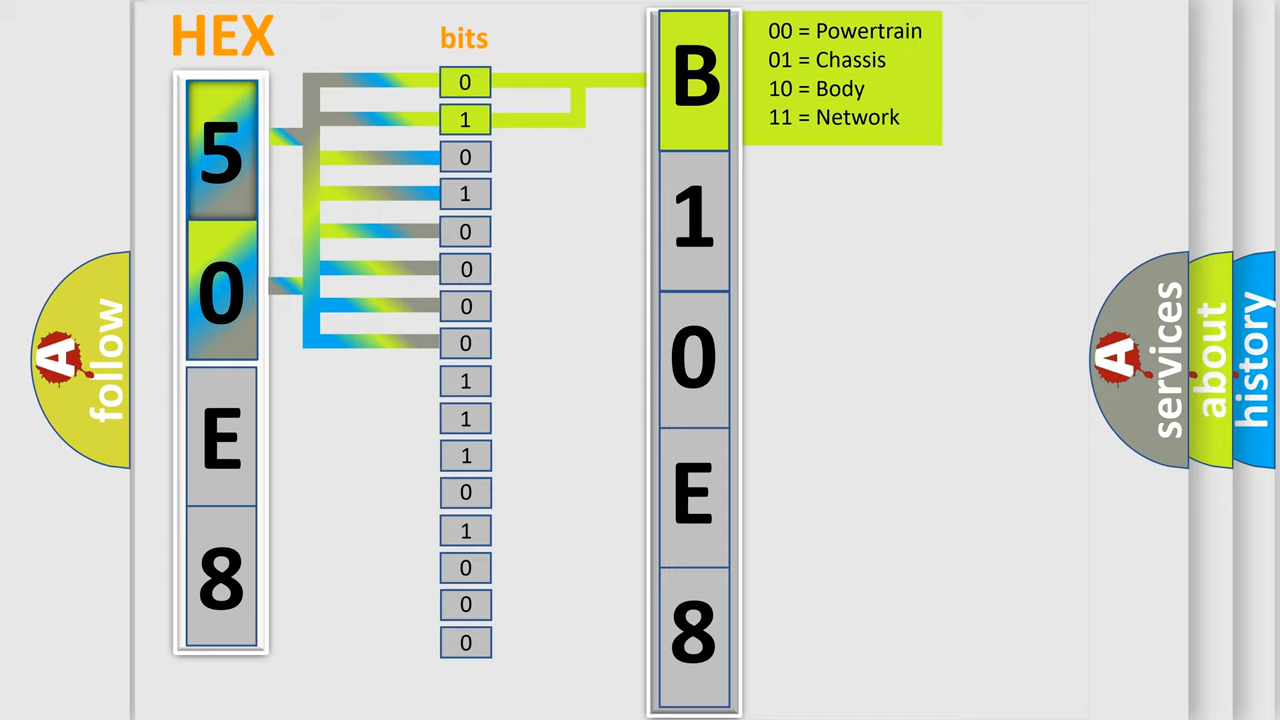 HEX
bits
5
0
E
8
0
1
0
1
0
0
0
0
1
1
1
0
1
0
0
0
B
1
0
E
8
00 = Powertrain
01 = Chassis
10 = Body
11 = Network
A
follow
A
services
about
history